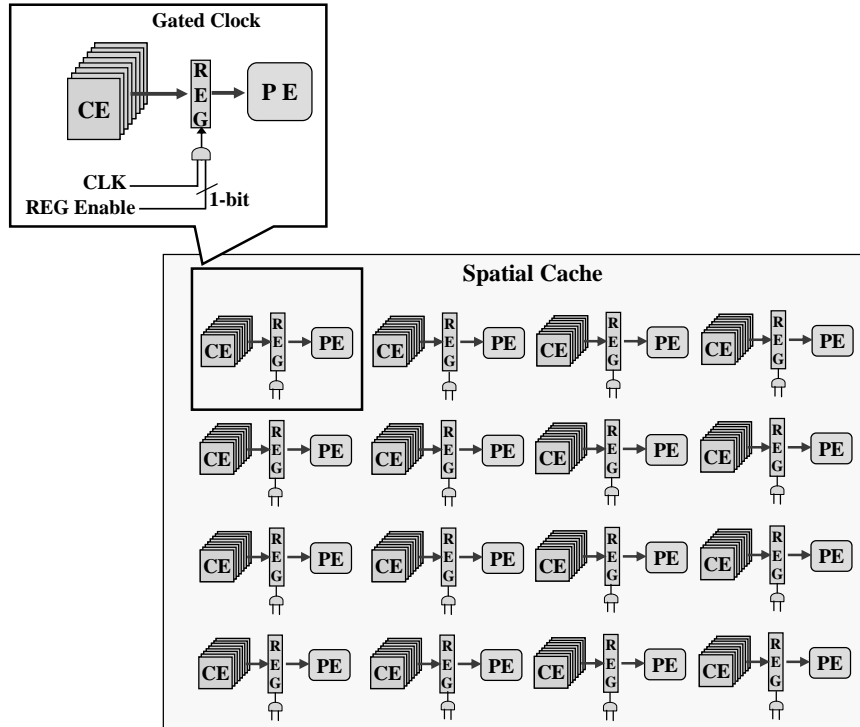 Gated Clock
CE
R
E
G
P E
CLK
1-bit
REG Enable
Spatial Cache
CE R E G PE CE R E G PE CE R E G PE CE R E G PE
CE R E G PE CE R E G PE CE R E G PE CE R E G PE
CE R E G PE CE R E G PE CE R E G PE CE R E G PE
CE R E G PE CE R E G PE CE R E G PE CE R E G PE